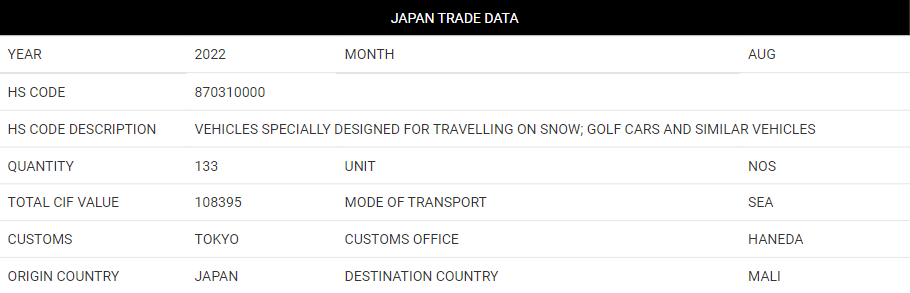 JAPAN TRADE DATA
YEAR 2022 MONTH AUG
HS CODE 870310000
HS CODE DESCRIPTION VEHICLES SPECIALLY DESIGNED FOR TRAVELLING ON SNOW; GOLF CARS AND SIMILAR VEHICLES
QUANTITY 133 UNIT NOS
TOTAL CIF VALUE 108395 MODE OF TRANSPORT SEA
CUSTOMS TOKYO CUSTOMS OFFICE HANEDA
ORIGIN COUNTRY JAPAN DESTINATION COUNTRY MALI